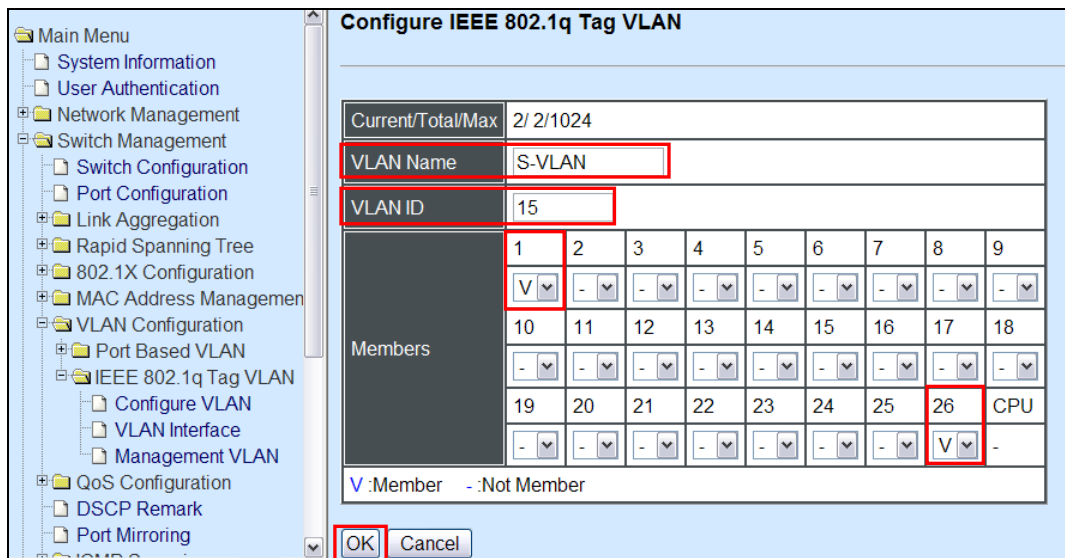 Main Menu
System Information
User Authentication
Network Management
Switch Management
Switch Configuration
Port Configuration
Link Aggregation
Rapid Spanning Tree
802.1X Configuration
MAC Address Managemen
VLAN Configuration
Port Based VLAN
IEEE 802.1q Tag VLAN
Configure VLAN
VLAN Interface
Management VLAN
QoS Configuration
DSCP Remark
Port Mirroring
Configure IEEE 802.1q Tag VLAN
Current/Total/Max 2/ 2/1024
VLAN Name S-VLAN
VLAN ID 15
Members
1 2 3 4 5 6 7 8 9
V - - - - - - - -
10 11 12 13 14 15 16 17 18
- - - - - - - - -
19 20 21 22 23 24 25 26 CPU
- - - - - - - V -
V :Member - :Not Member
OK Cancel